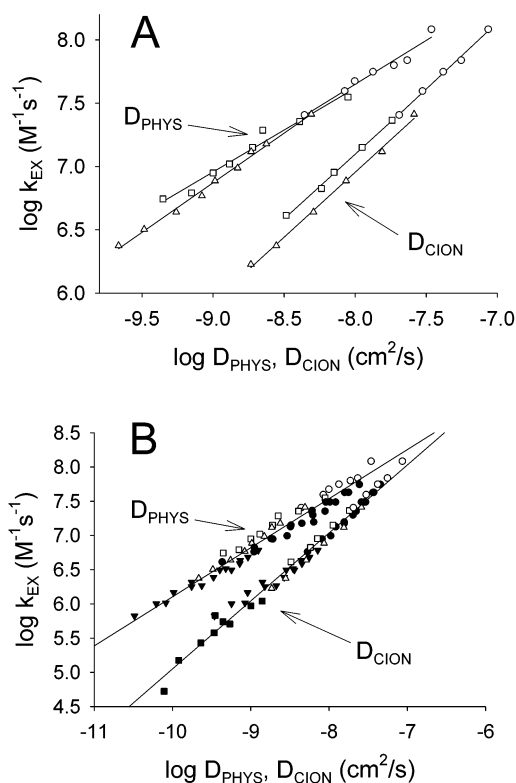 A
8.0
7.5
7.0
6.5
6.0
log k_EX (M⁻¹s⁻¹)
D_PHYS
D_CION
-9.5 -9.0 -8.5 -8.0 -7.5 -7.0
log D_PHYS, D_CION (cm²/s)
B
8.5
8.0
7.5
7.0
6.5
6.0
5.5
5.0
4.5
log k_EX (M⁻¹s⁻¹)
D_PHYS
D_CION
-11 -10 -9 -8 -7 -6
log D_PHYS, D_CION (cm²/s)